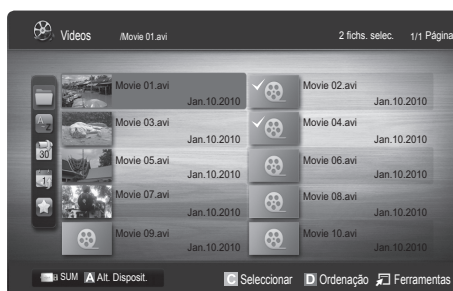 Videos /Movie 01.avi 2 fichs. selec. 1/1 Página
Movie 01.avi Movie 02.avi
Jan.10.2010 Jan.10.2010
Movie 03.avi Movie 04.avi
Jan.10.2010 Jan.10.2010
Movie 05.avi Movie 06.avi
Jan.10.2010 Jan.10.2010
Movie 07.avi Movie 08.avi
Jan.10.2010 Jan.10.2010
Movie 09.avi Movie 10.avi
Jan.10.2010 Jan.10.2010
a SUM A Alt. Disposit. C Seleccionar D Ordenação Ferramentas